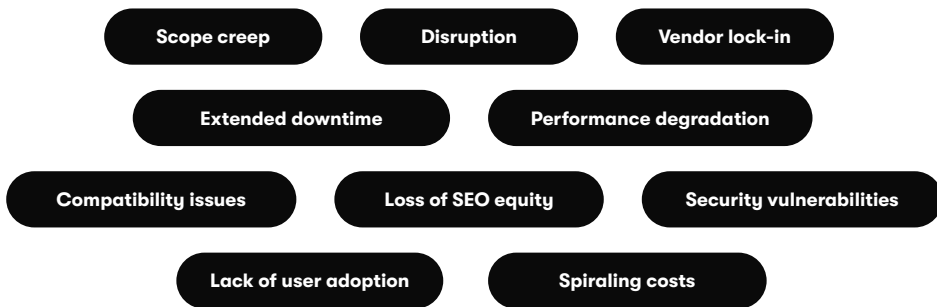 Scope creep
Disruption
Vendor lock-in
Extended downtime
Performance degradation
Compatibility issues
Loss of SEO equity
Security vulnerabilities
Lack of user adoption
Spiraling costs